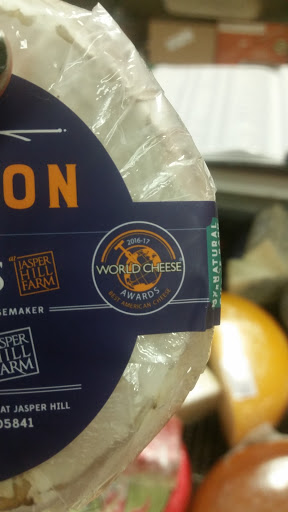 ON
S
JASPER
HILL
FARM
2016-17
WORLD CHEESE
AWARDS
BEST AMERICAN CHEESE
SEMAKER
SPER
HILL
FARM
AT JASPER HILL
05841
NATURAL